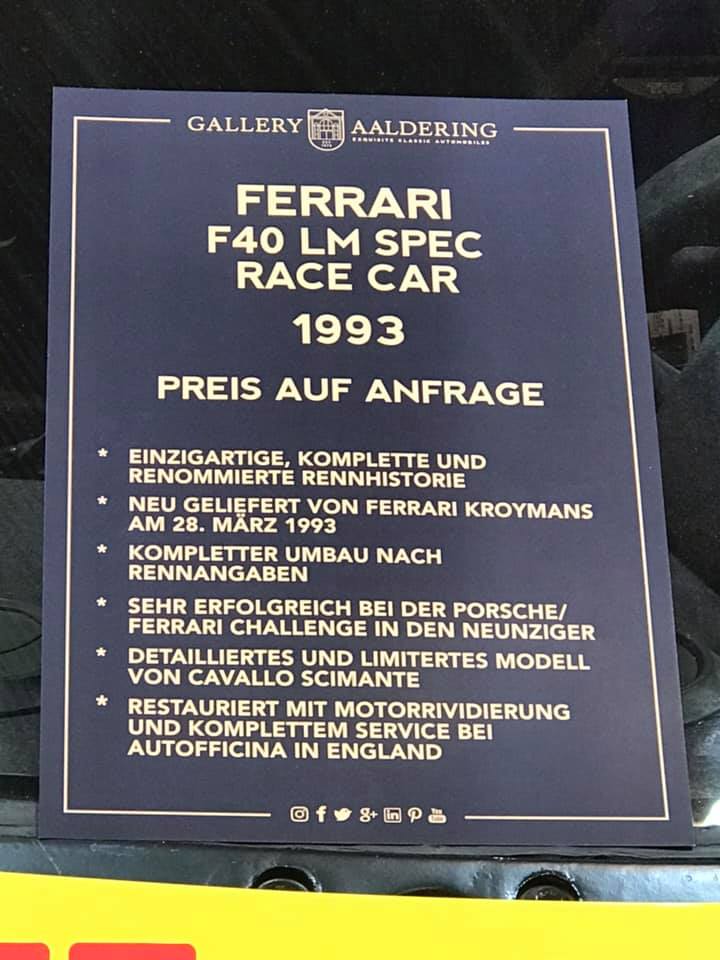 GALLERY AALDERING
EXQUISITE CLASSIC AUTOMOBILES
FERRARI
F40 LM SPEC
RACE CAR
1993
PREIS AUF ANFRAGE
* EINZIGARTIGE, KOMPLETTE UND
RENOMMIERTE RENNHISTORIE
* NEU GELIEFERT VON FERRARI KROYMANS
AM 28. MÄRZ 1993
* KOMPLETTER UMBAU NACH
RENNANGABEN
* SEHR ERFOLGREICH BEI DER PORSCHE/
FERRARI CHALLENGE IN DEN NEUNZIGER
* DETAILLIERTES UND LIMITERTES MODELL
VON CAVALLO SCIMANTE
* RESTAURIERT MIT MOTORRIVIDIERUNG
UND KOMPLETTEM SERVICE BEI
AUTOFFICINA IN ENGLAND